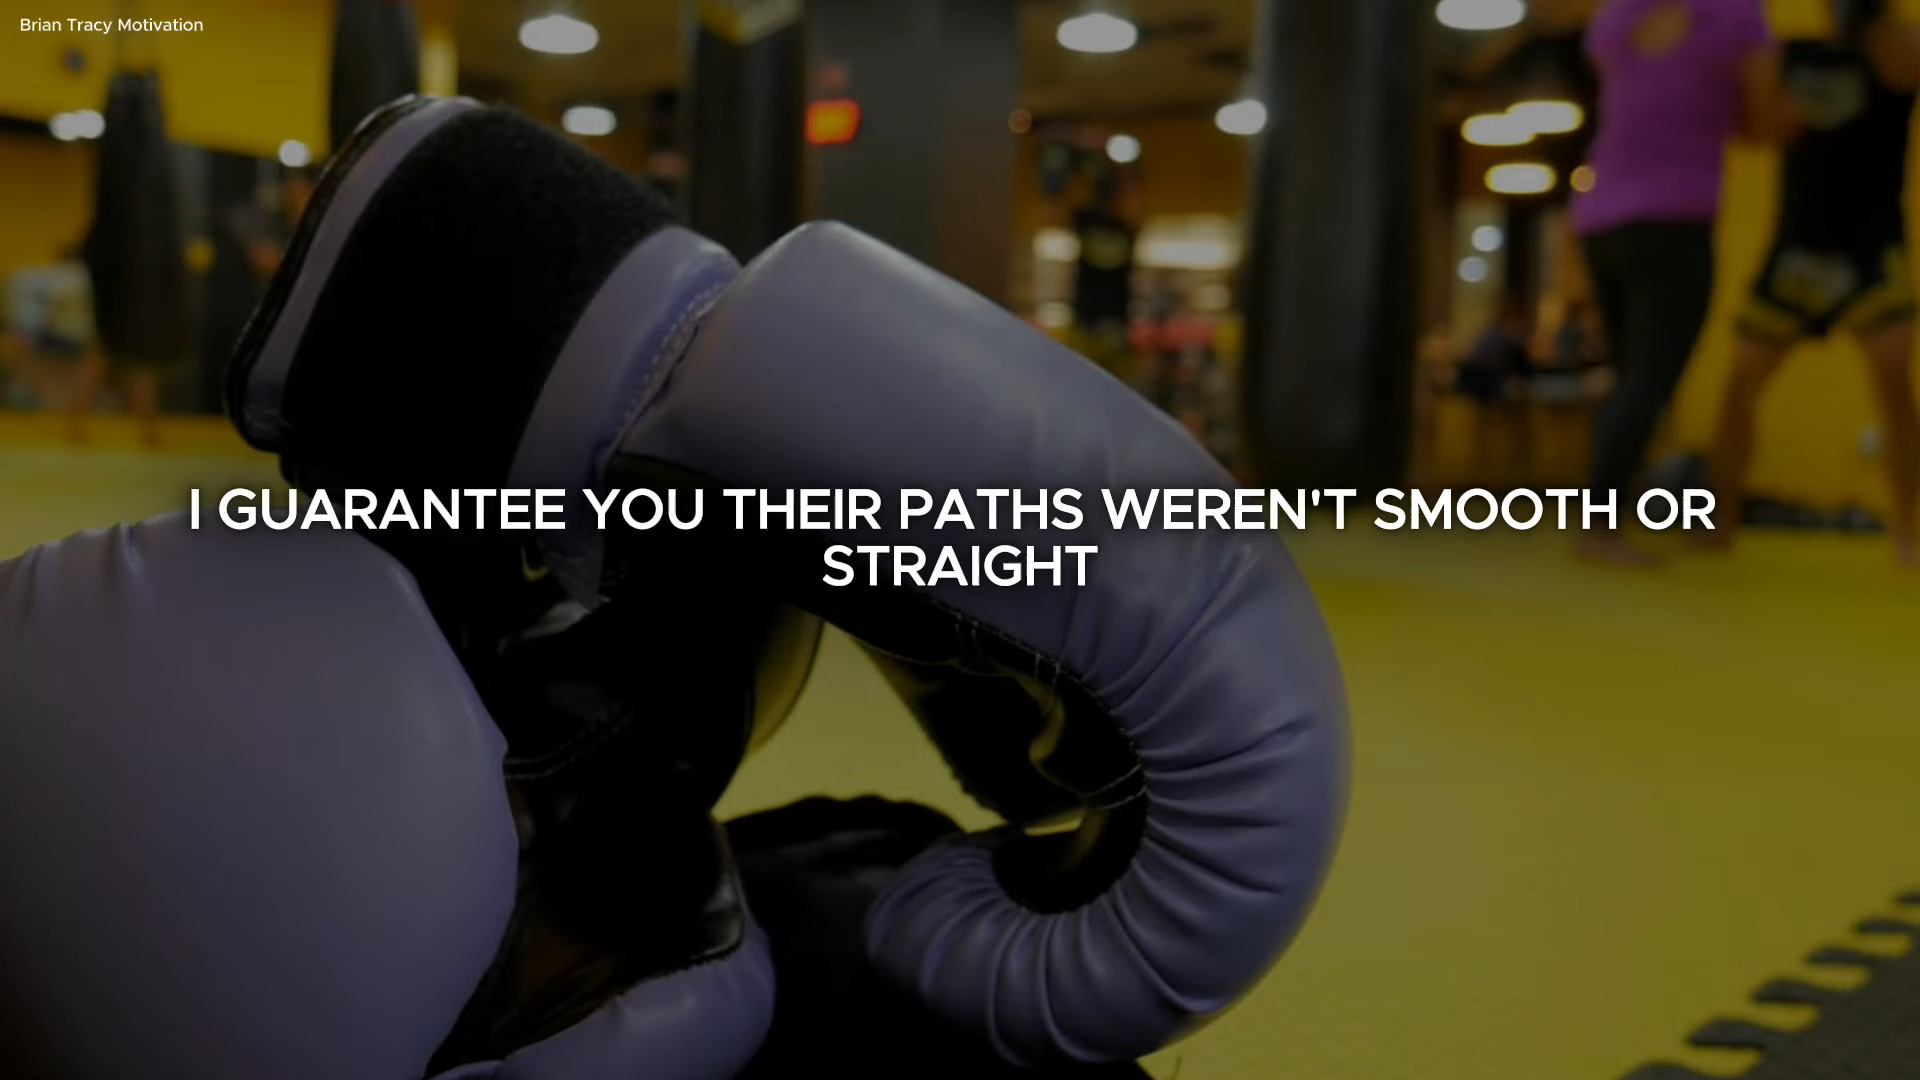 Brian Tracy Motivation
I GUARANTEE YOU THEIR PATHS WEREN'T SMOOTH OR
STRAIGHT